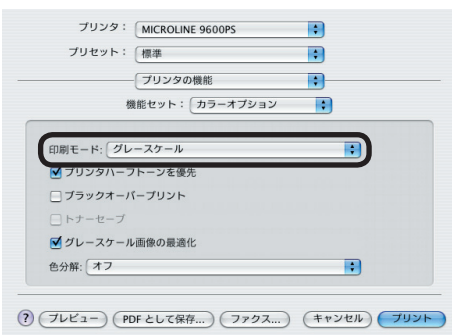 プリンタ： MICROLINE 9600PS
プリセット： 標準
プリンタの機能
機能セット： カラーオプション
印刷モード: グレースケール
プリンタハーフトーンを優先
ブラックオーバープリント
トナーセーブ
グレースケール画像の最適化
色分解: オフ
? プレビュー PDF として保存... ファクス... キャンセル プリント